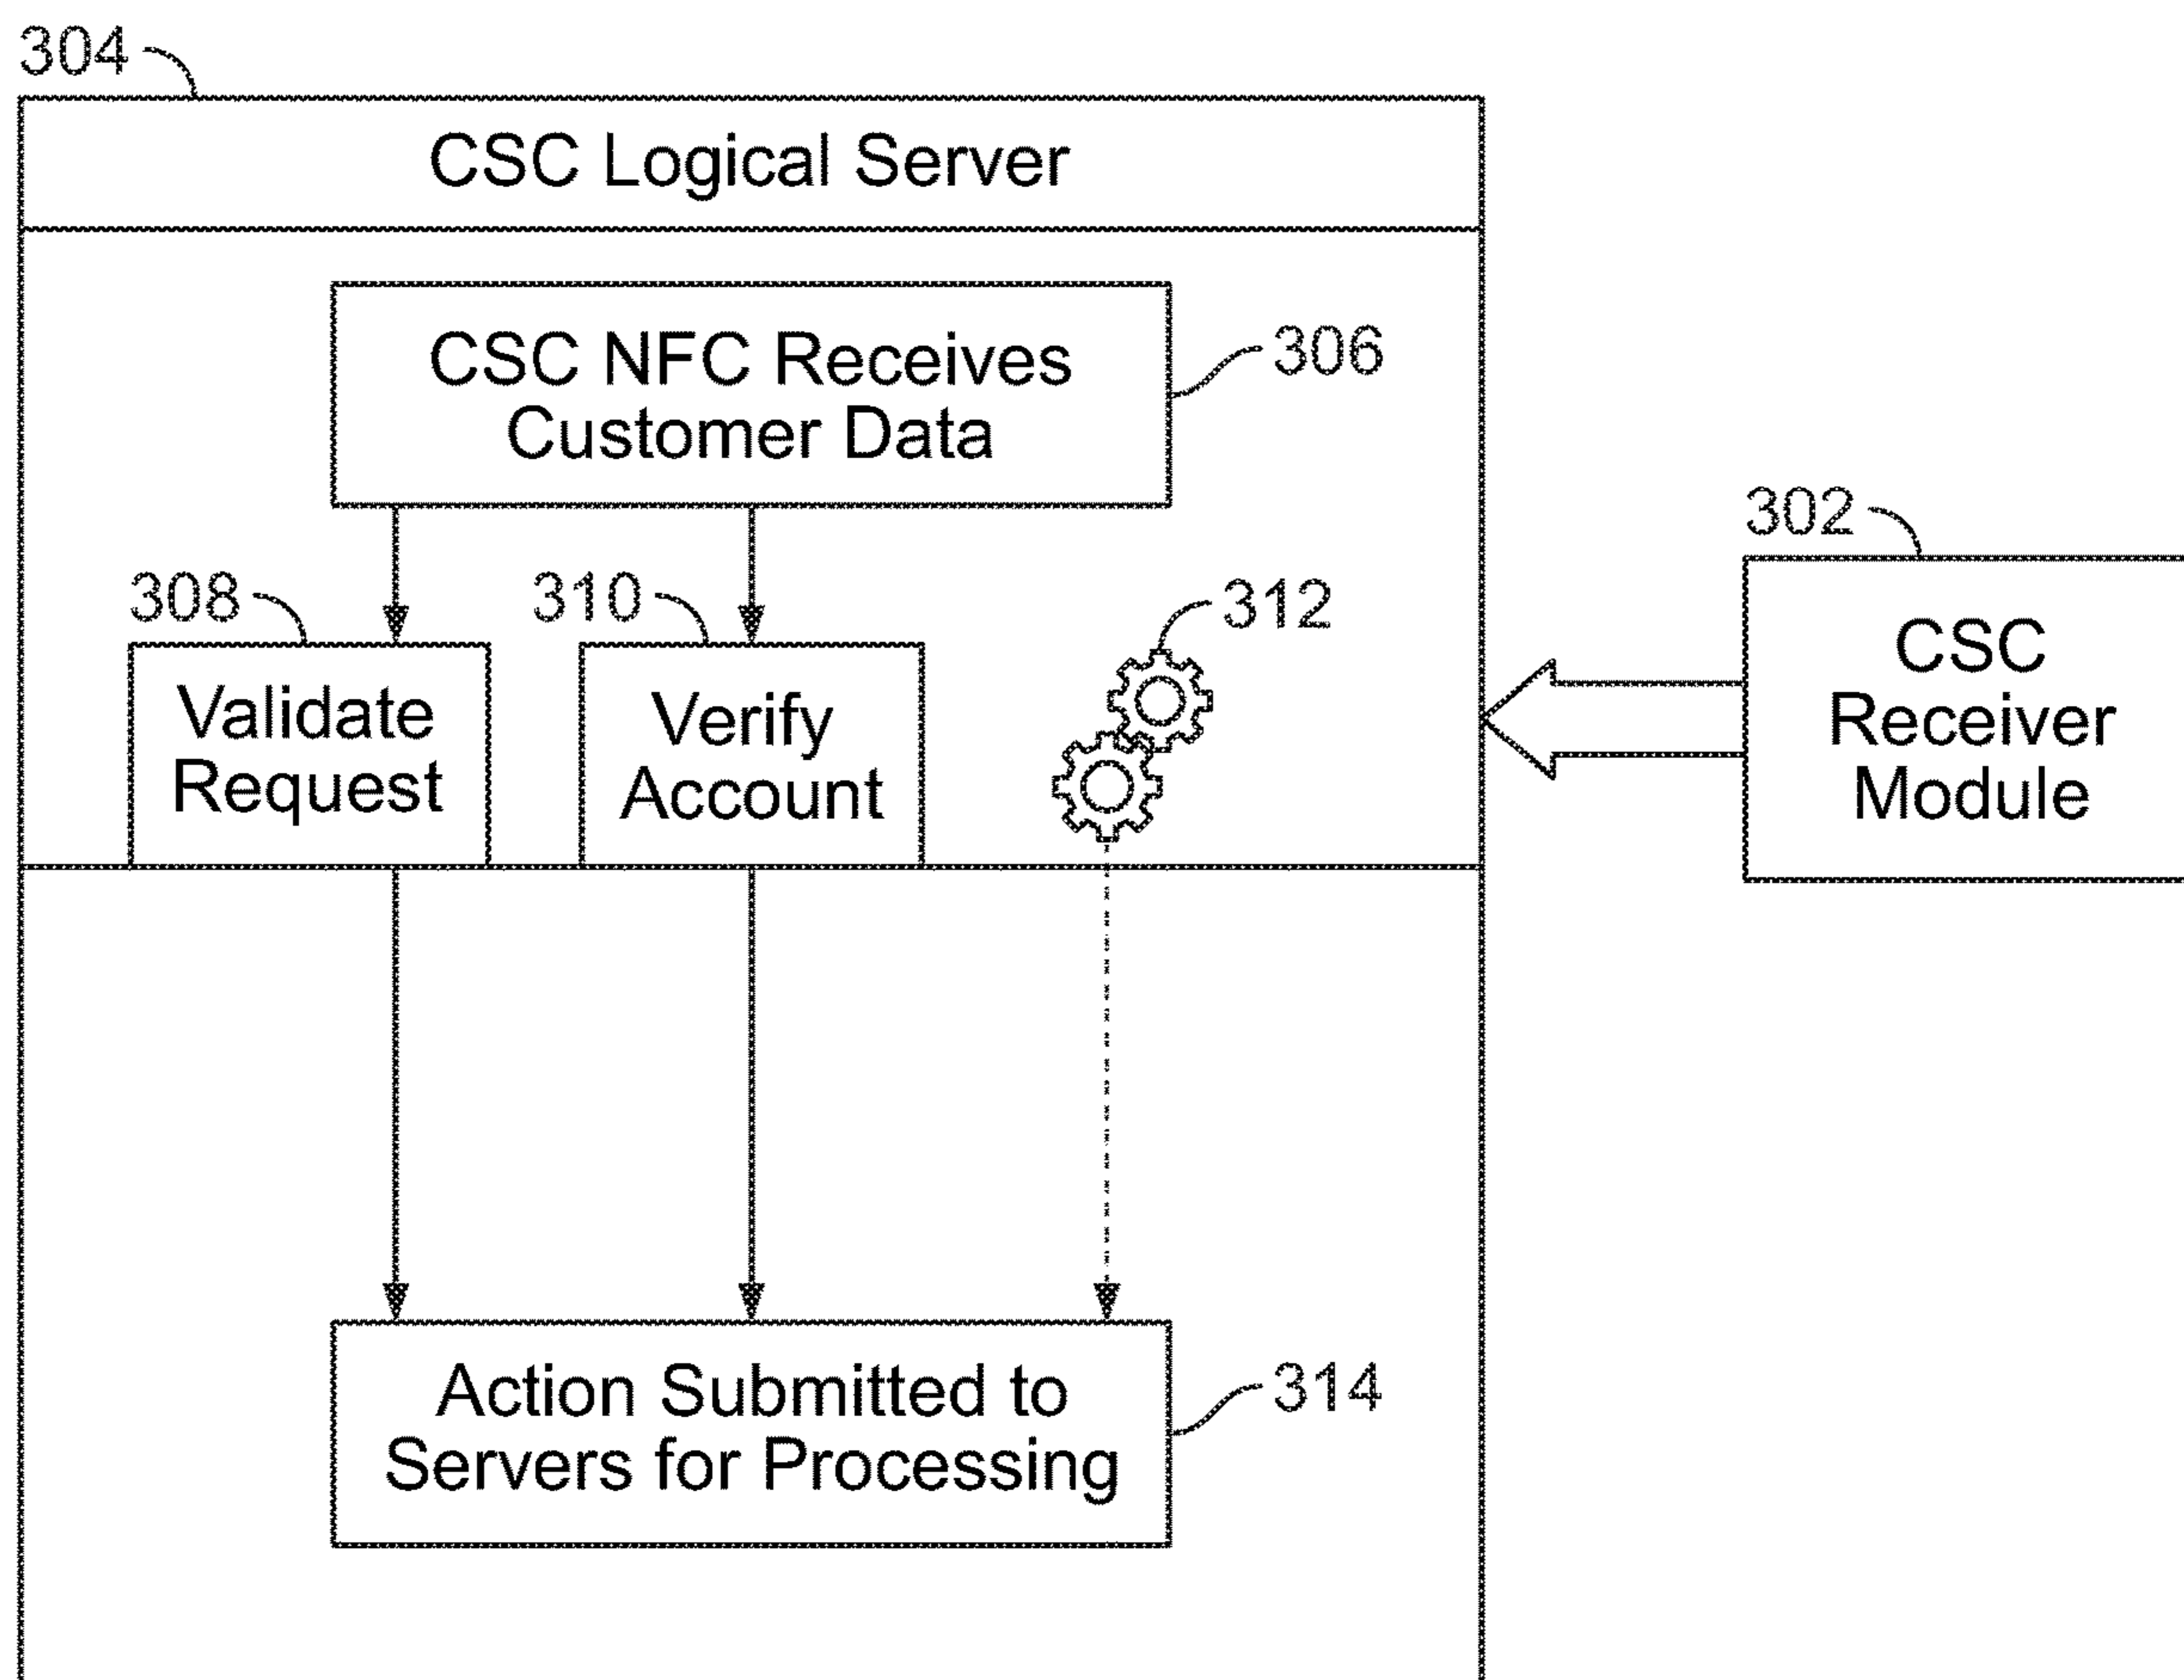 304
CSC Logical Server
CSC NFC Receives
Customer Data
306
302
308
310
312
Validate
Request
Verify
Account
CSC
Receiver
Module
Action Submitted to
Servers for Processing
314